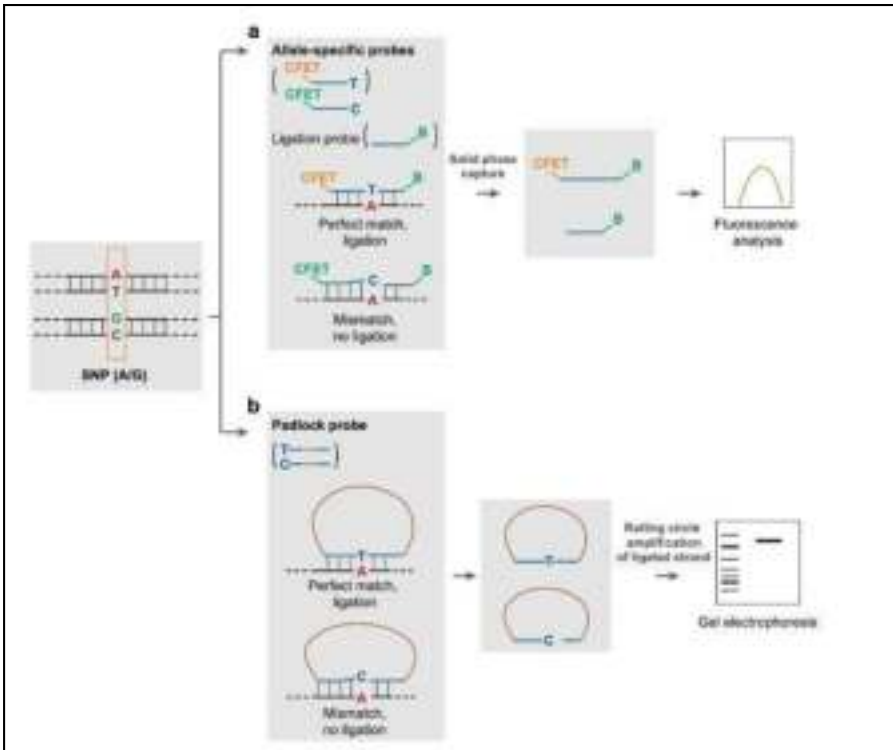 a
Allele-specific probes
CFET
T
CFET
C
Ligation probe
B
CFET
T
B
A
Perfect match,
ligation
CFET
C
B
A
Mismatch,
no ligation
Solid phase
capture
CFET
B
B
Fluorescence
analysis
A
T
G
C
SNP (A/G)
b
Padlock probe
T
C
T
A
Perfect match,
ligation
C
A
Mismatch,
no ligation
T
C
Rolling circle
amplification
of ligated strand
Gel electrophoresis